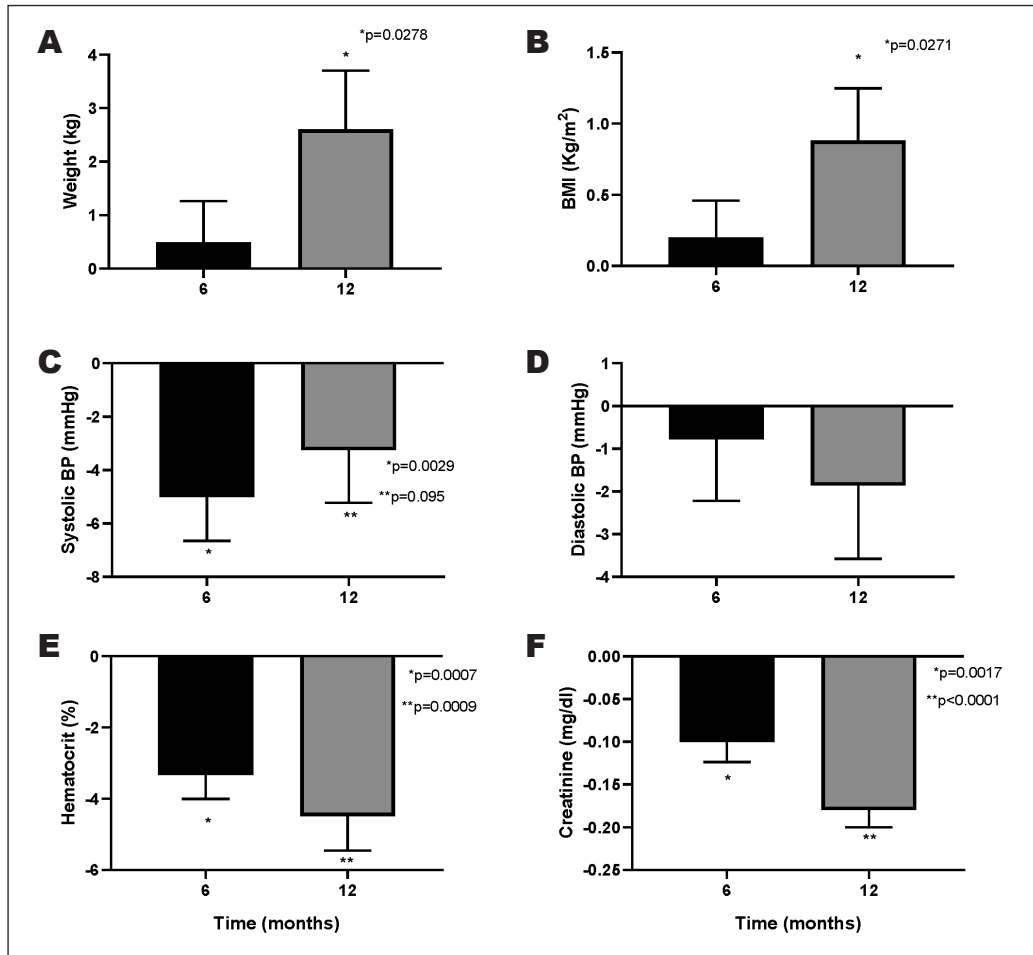 A
*p=0.0278
*
Weight (kg)
4
3
2
1
0
6
12
B
*p=0.0271
*
BMI (Kg/m²)
1.5
1.0
0.5
0.0
6
12
C
Systolic BP (mmHg)
0
-2
-4
-6
-8
*p=0.0029
**p=0.095
*
**
6
12
D
Diastolic BP (mmHg)
1
0
-1
-2
-3
-4
6
12
E
Hematocrit (%)
0
-2
-4
-6
*p=0.0007
**p=0.0009
*
**
6
12
Time (months)
F
Creatinine (mg/dl)
0.00
-0.05
-0.10
-0.15
-0.20
-0.25
*p=0.0017
**p<0.0001
*
**
6
12
Time (months)